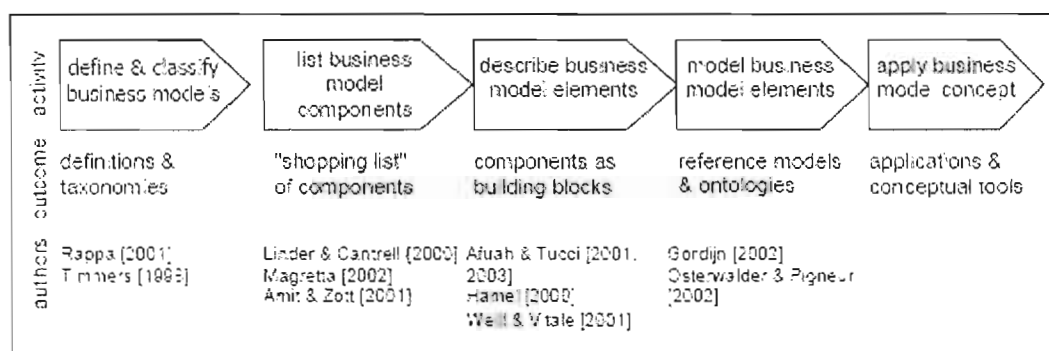 activity
define & classify
business models
list business
model
components
describe business
model elements
model business
model elements
apply business
model concept
outcome
definitions &
taxonomies
"shopping list"
of components
components as
building blocks
reference models
& ontologies
applications &
conceptual tools
authors
Rappa [2001]
Timmers [1998]
Linder & Cantrell [2000]
Magretta [2002]
Amit & Zott [2001]
Afuah & Tucci [2001,
2003]
Hamel [2000]
Weill & Vitale [2001]
Gordijn [2002]
Osterwalder & Pigneur
[2002]